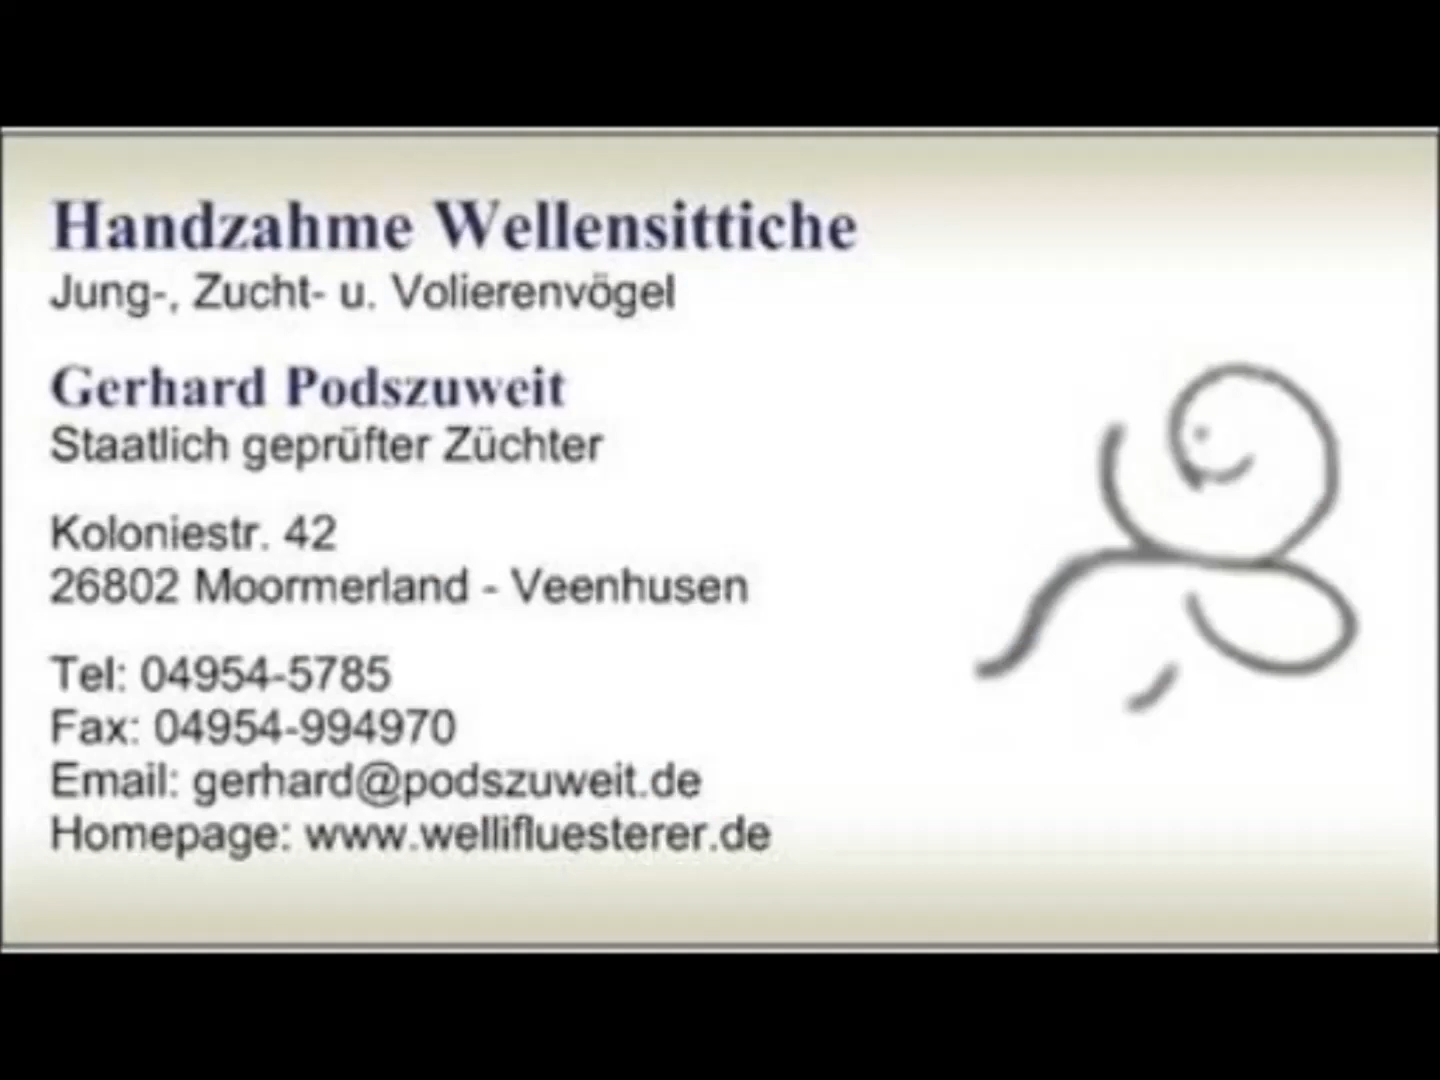 Handzahme Wellensittiche
Jung-, Zucht- u. Volierenvögel
Gerhard Podszuweit
Staatlich geprüfter Züchter
Koloniestr. 42
26802 Moormerland - Veenhusen
Tel: 04954-5785
Fax: 04954-994970
Email: gerhard@podszuweit.de
Homepage: www.wellifluesterer.de